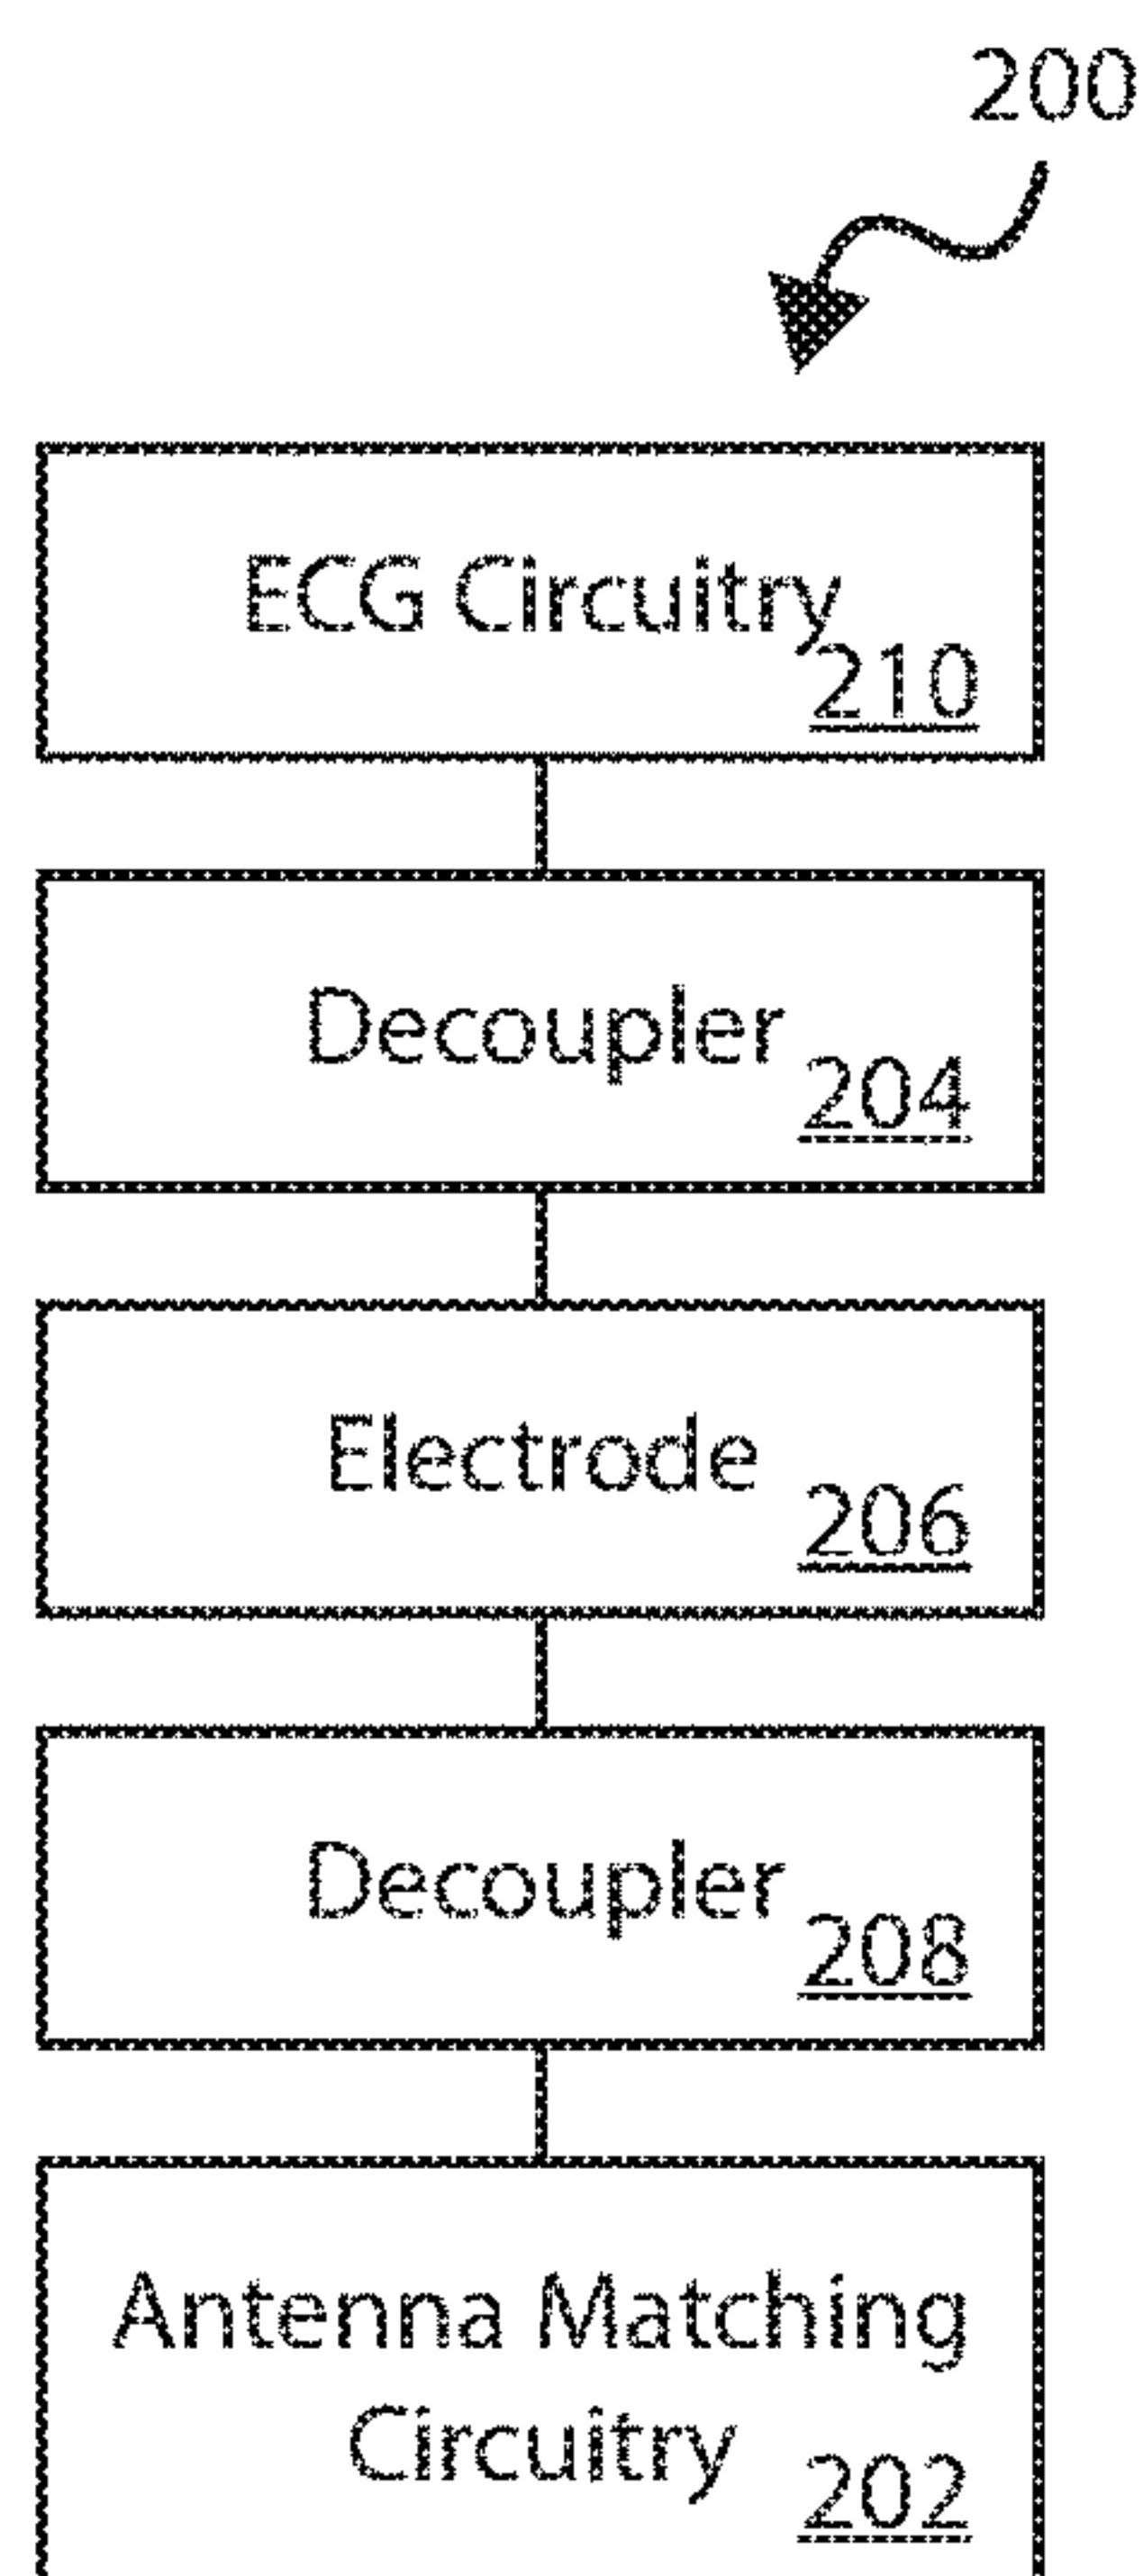 200
ECG Circuitry
210
Decoupler
204
Electrode
206
Decoupler
208
Antenna Matching
Circuitry
202